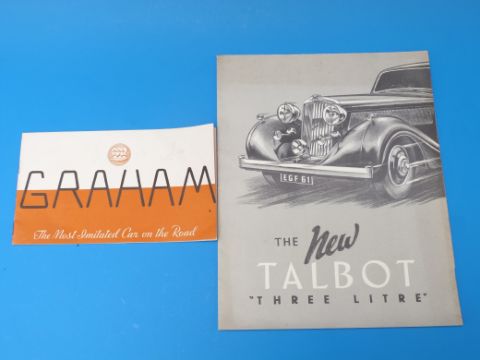 GRAHAM
The Most Imitated Car on the Road
EGF 61
THE New
TALBOT
"THREE LITRE"